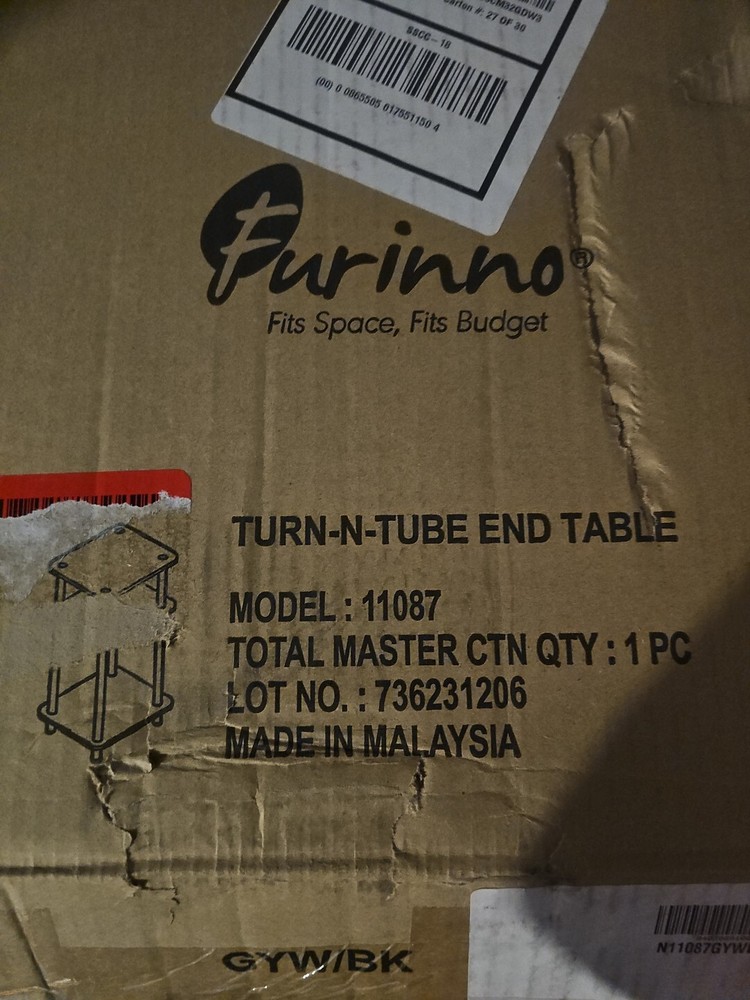 Carton #: 27 OF 30
SSCC-18
(00) 0 0865505 617551150 4
Furinno®
Fits Space, Fits Budget
TURN-N-TUBE END TABLE
MODEL : 11087
TOTAL MASTER CTN QTY : 1 PC
LOT NO. : 736231206
MADE IN MALAYSIA
GYW/BK
N11087GYW